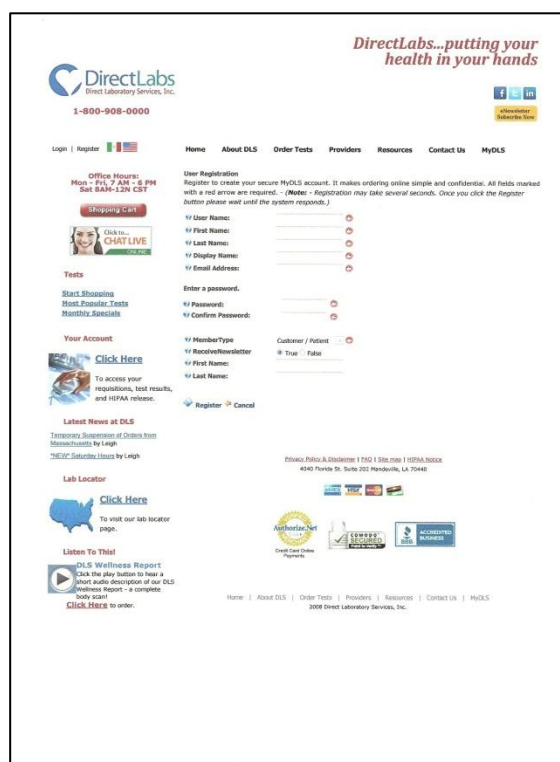 DirectLabs...putting your
health in your hands
DirectLabs
Direct Laboratory Services, Inc.
1-800-908-0000
eNewsletter
Subscribe Now
Login | Register
Home About DLS Order Tests Providers Resources Contact Us MyDLS
Office Hours:
Mon - Fri, 7 AM - 6 PM
Sat 8AM-12N CST
Shopping Cart
Click to...
CHAT LIVE
ONLINE
Tests
Start Shopping
Most Popular Tests
Monthly Specials
Your Account
Click Here
To access your
requisitions, test results,
and HIPAA release.
Latest News at DLS
Temporary Suspension of Orders from
Massachusetts by Leigh
*NEW* Saturday Hours by Leigh
Lab Locator
Click Here
To visit our lab locator
page.
Listen To This!
DLS Wellness Report
Click the play button to hear a
short audio description of our DLS
Wellness Report - a complete
body scan!
Click Here to order.
User Registration
Register to create your secure MyDLS account. It makes ordering online simple and confidential. All fields marked
with a red arrow are required. - (Note: - Registration may take several seconds. Once you click the Register
button please wait until the system responds.)
User Name:
First Name:
Last Name:
Display Name:
Email Address:
Enter a password.
Password:
Confirm Password:
MemberType Customer / Patient
ReceiveNewsletter True False
First Name:
Last Name:
Register Cancel
Privacy Policy & Disclaimer | FAQ | Site map | HIPAA Notice
4040 Florida St. Suite 202 Mandeville, LA 70448
VISA
Authorize.Net
Credit Card Online
Payments
COMODO
SECURED
BBB
ACCREDITED
BUSINESS
Home | About DLS | Order Tests | Providers | Resources | Contact Us | MyDLS
2008 Direct Laboratory Services, Inc.